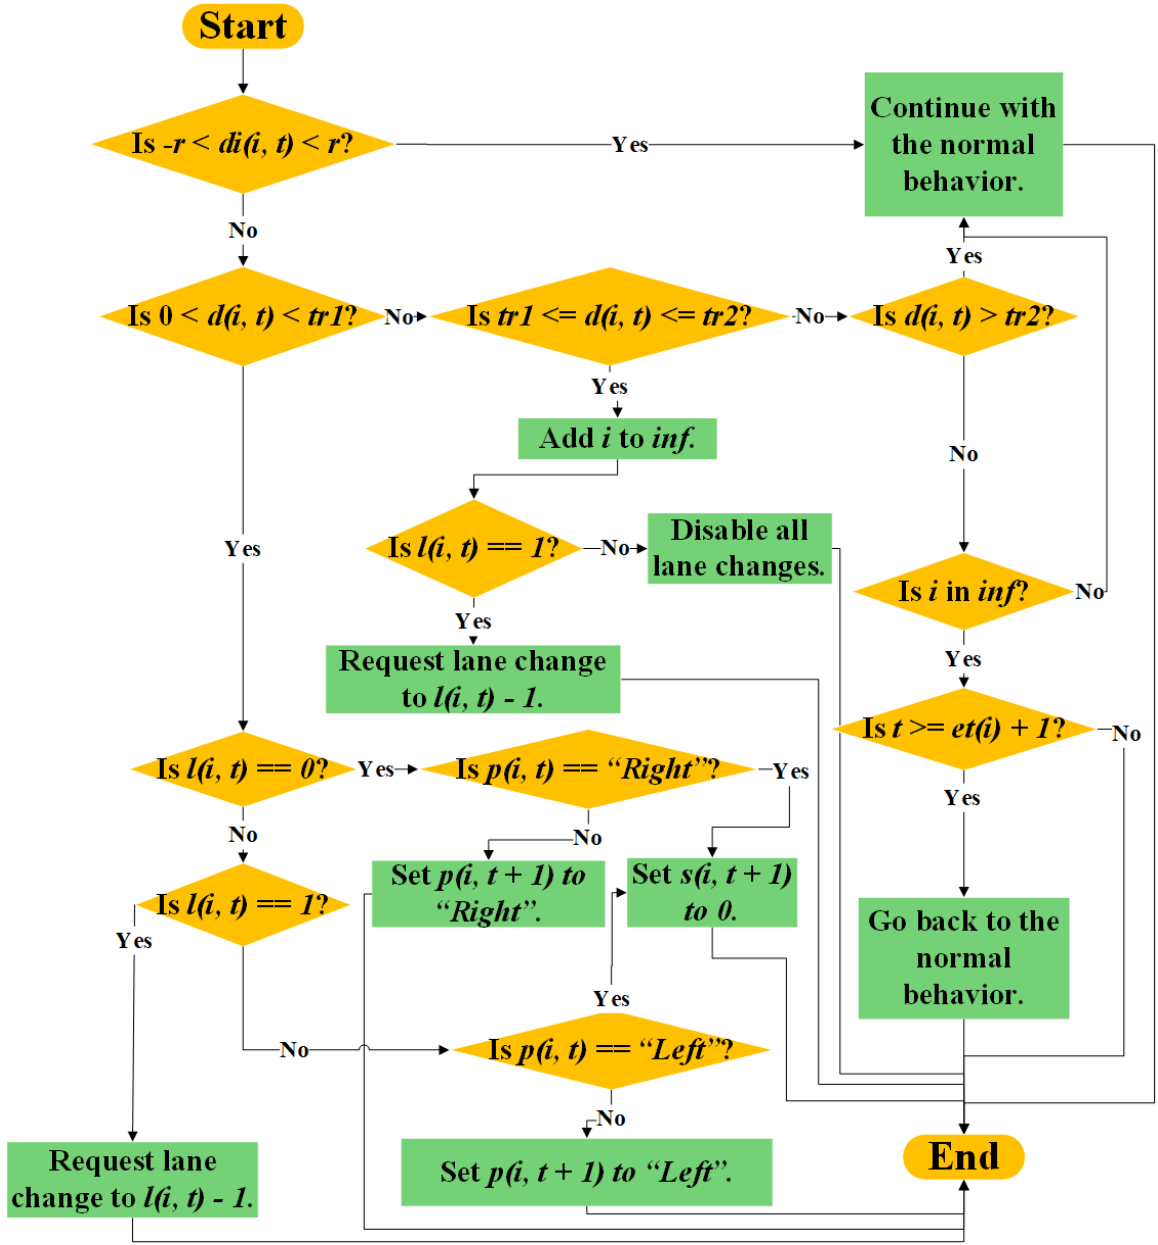 Start
Is -r < di(i, t) < r?
Yes
Continue with
the normal
behavior.
No
Yes
Is 0 < d(i, t) < tr1?
No
Is tr1 <= d(i, t) <= tr2?
No
Is d(i, t) > tr2?
Yes
Add i to inf.
No
Yes
Is l(i, t) == 1?
No
Disable all
lane changes.
Is i in inf?
No
Yes
Request lane change
to l(i, t) - 1.
Yes
Is t >= et(i) + 1?
No
Is l(i, t) == 0?
Yes
Is p(i, t) == “Right”?
Yes
Yes
No
No
Is l(i, t) == 1?
Set p(i, t + 1) to
“Right”.
Set s(i, t + 1)
to 0.
Yes
Go back to the
normal
behavior.
Yes
No
Is p(i, t) == “Left”?
No
Set p(i, t + 1) to “Left”.
Request lane
change to l(i, t) - 1.
End